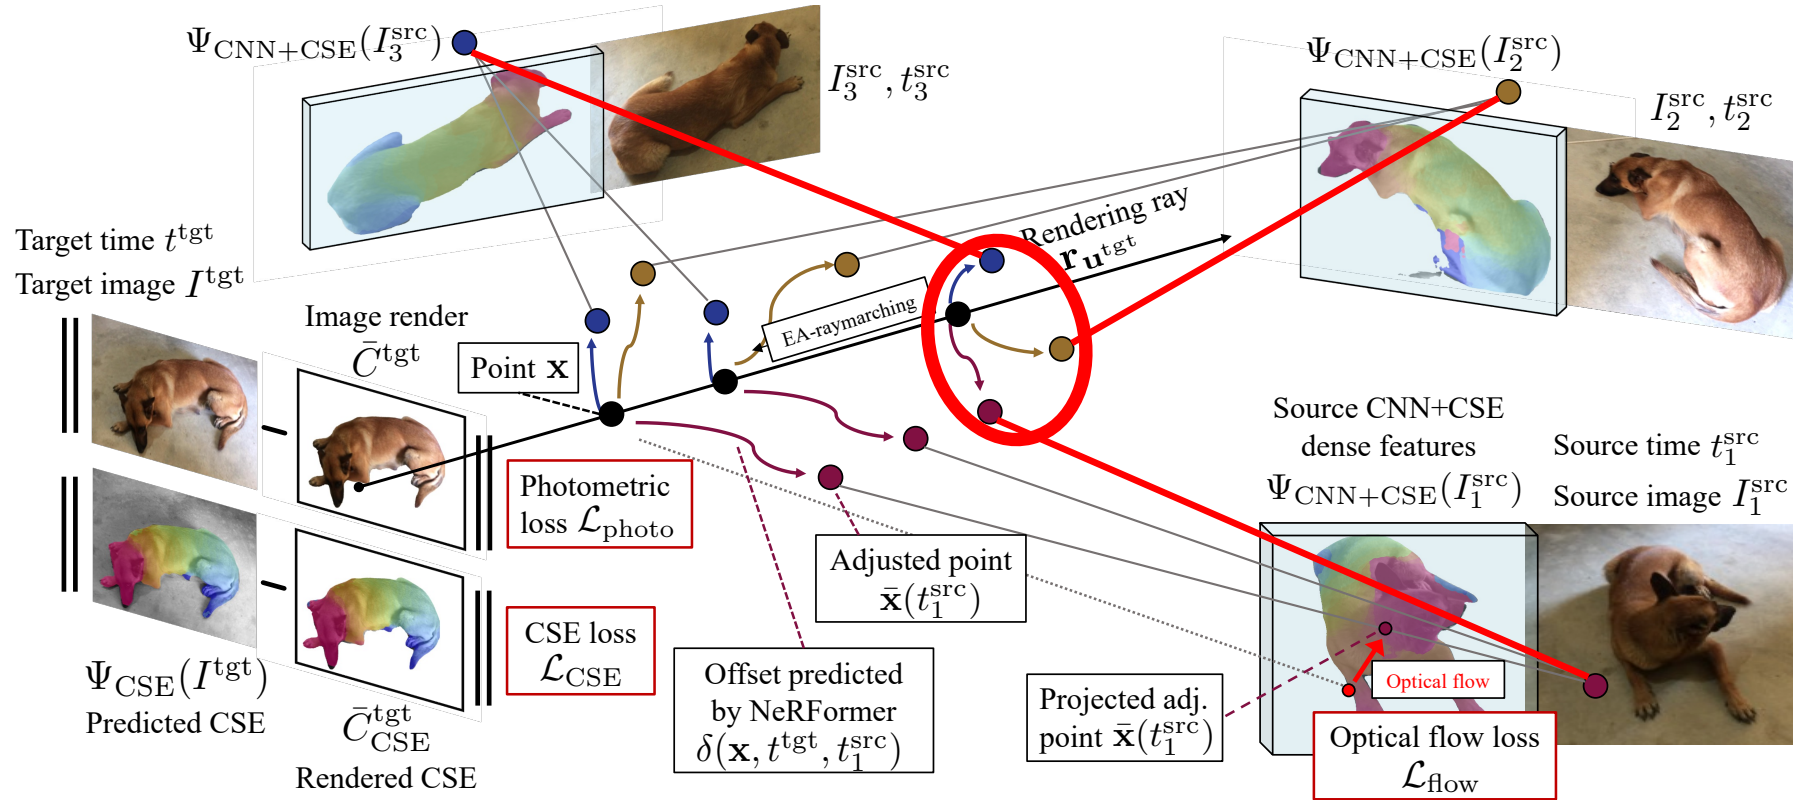 Ψ_CNN+CSE(I_3^src)
I_3^src, t_3^src
Ψ_CNN+CSE(I_2^src)
I_2^src, t_2^src
Target time t^tgt
Target image I^tgt
Rendering ray
r_u^tgt
EA-raymarching
Image render
C̄^tgt
Point x
Photometric
loss ℒ_photo
CSE loss
ℒ_CSE
Ψ_CSE(I^tgt)
Predicted CSE
C̄_CSE^tgt
Rendered CSE
Adjusted point
x̄(t_1^src)
Offset predicted
by NeRFormer
δ(x, t^tgt, t_1^src)
Source CNN+CSE
dense features
Ψ_CNN+CSE(I_1^src)
Source time t_1^src
Source image I_1^src
Optical flow
Projected adj.
point x̄(t_1^src)
Optical flow loss
ℒ_flow